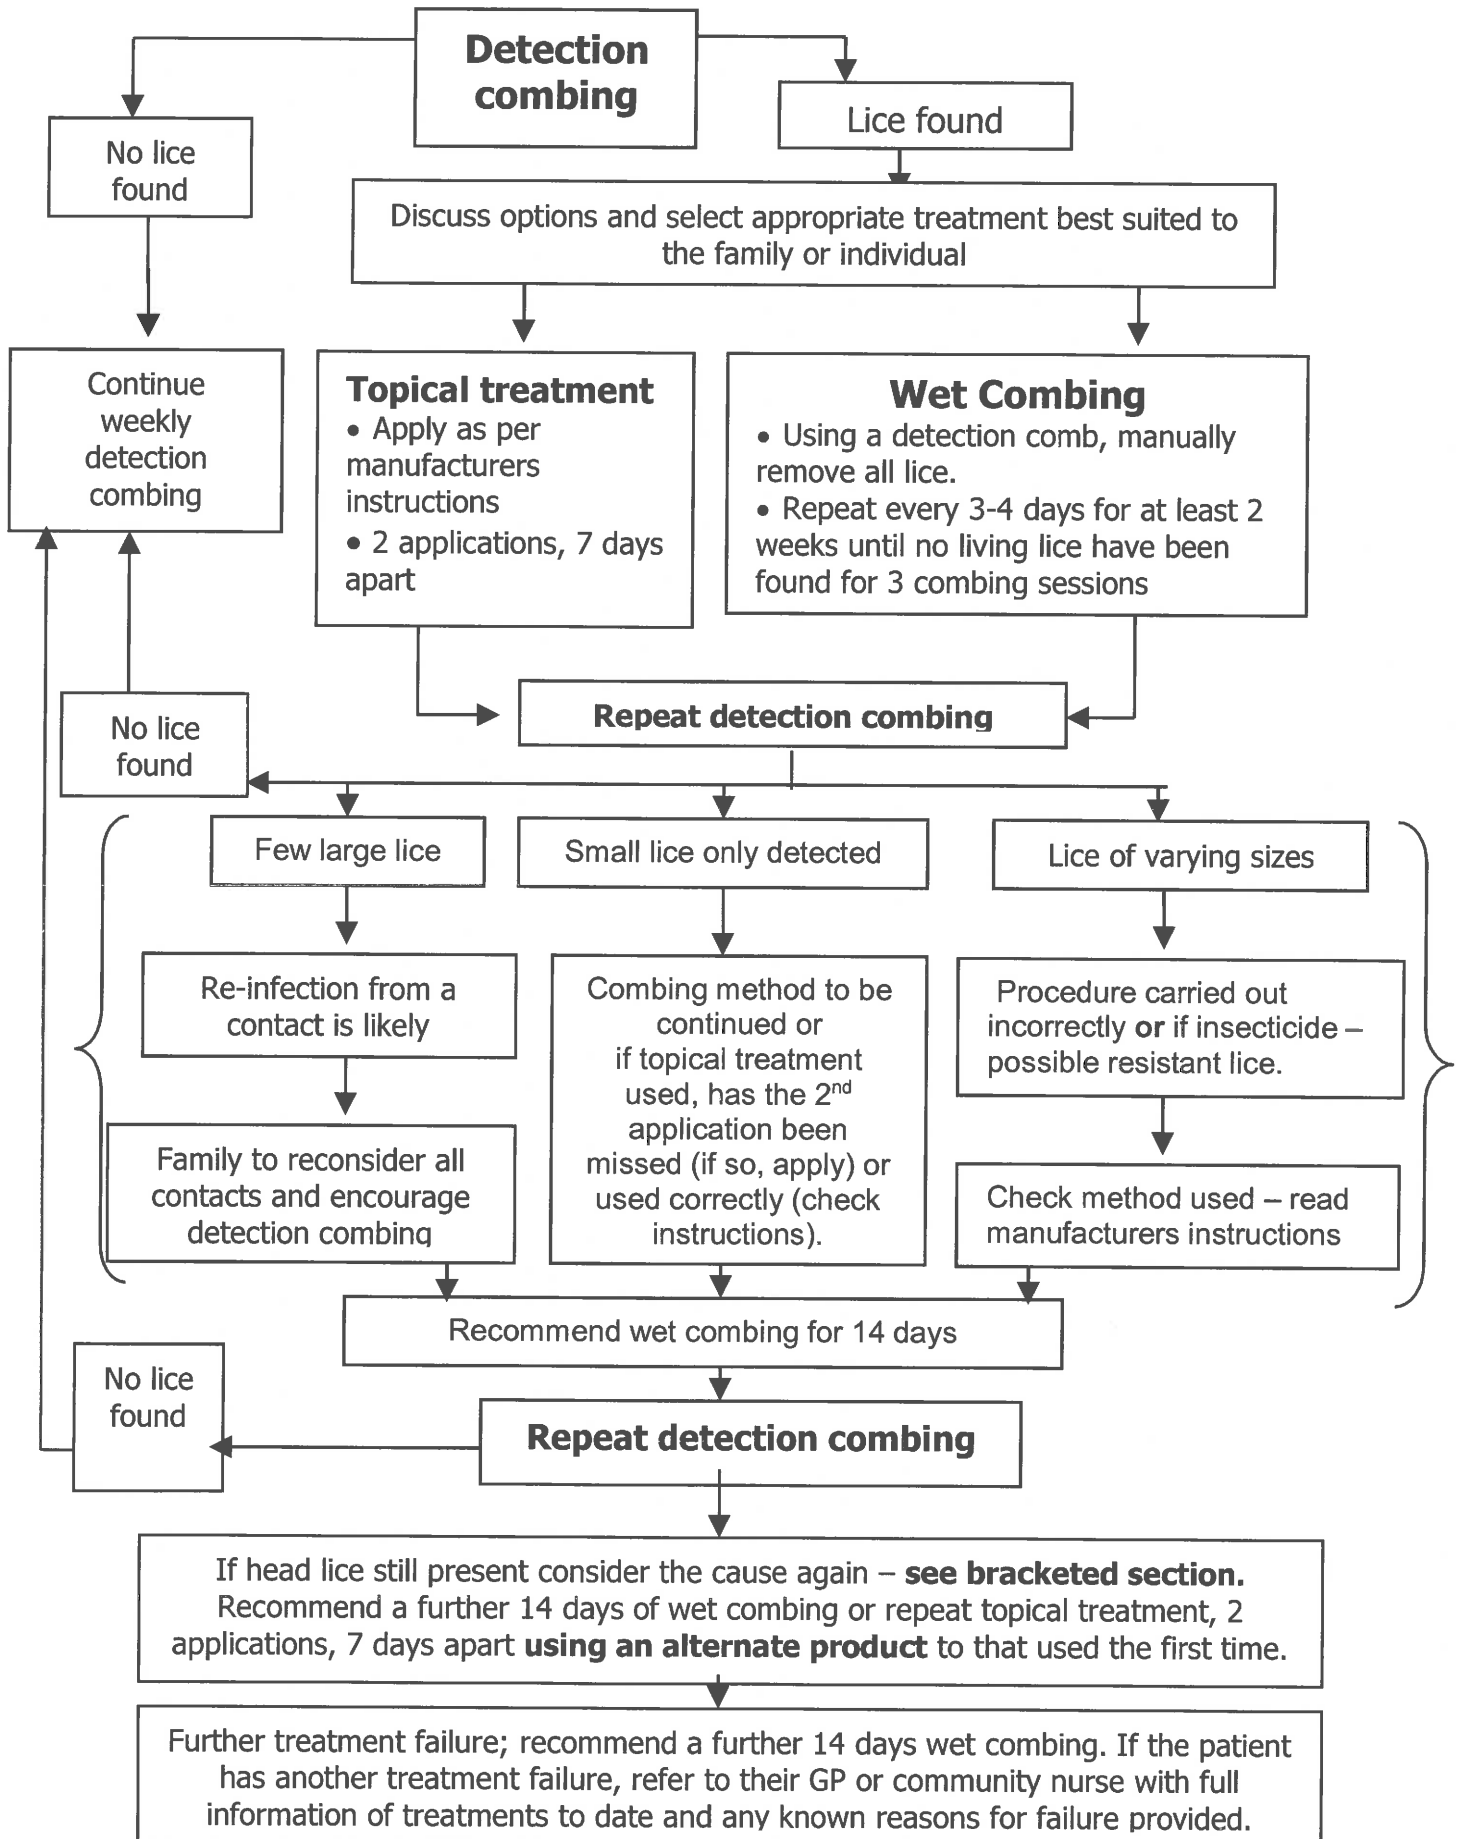 Detection
combing
No lice
found
Lice found
Discuss options and select appropriate treatment best suited to
the family or individual
Continue
weekly
detection
combing
Topical treatment
• Apply as per
manufacturers
instructions
• 2 applications, 7 days
apart
Wet Combing
• Using a detection comb, manually
remove all lice.
• Repeat every 3-4 days for at least 2
weeks until no living lice have been
found for 3 combing sessions
Repeat detection combing
No lice
found
Few large lice
Small lice only detected
Lice of varying sizes
Re-infection from a
contact is likely
Family to reconsider all
contacts and encourage
detection combing
Combing method to be
continued or
if topical treatment
used, has the 2nd
application been
missed (if so, apply) or
used correctly (check
instructions).
Procedure carried out
incorrectly or if insecticide –
possible resistant lice.
Check method used – read
manufacturers instructions
Recommend wet combing for 14 days
No lice
found
Repeat detection combing
If head lice still present consider the cause again – see bracketed section.
Recommend a further 14 days of wet combing or repeat topical treatment, 2
applications, 7 days apart using an alternate product to that used the first time.
Further treatment failure; recommend a further 14 days wet combing. If the patient
has another treatment failure, refer to their GP or community nurse with full
information of treatments to date and any known reasons for failure provided.